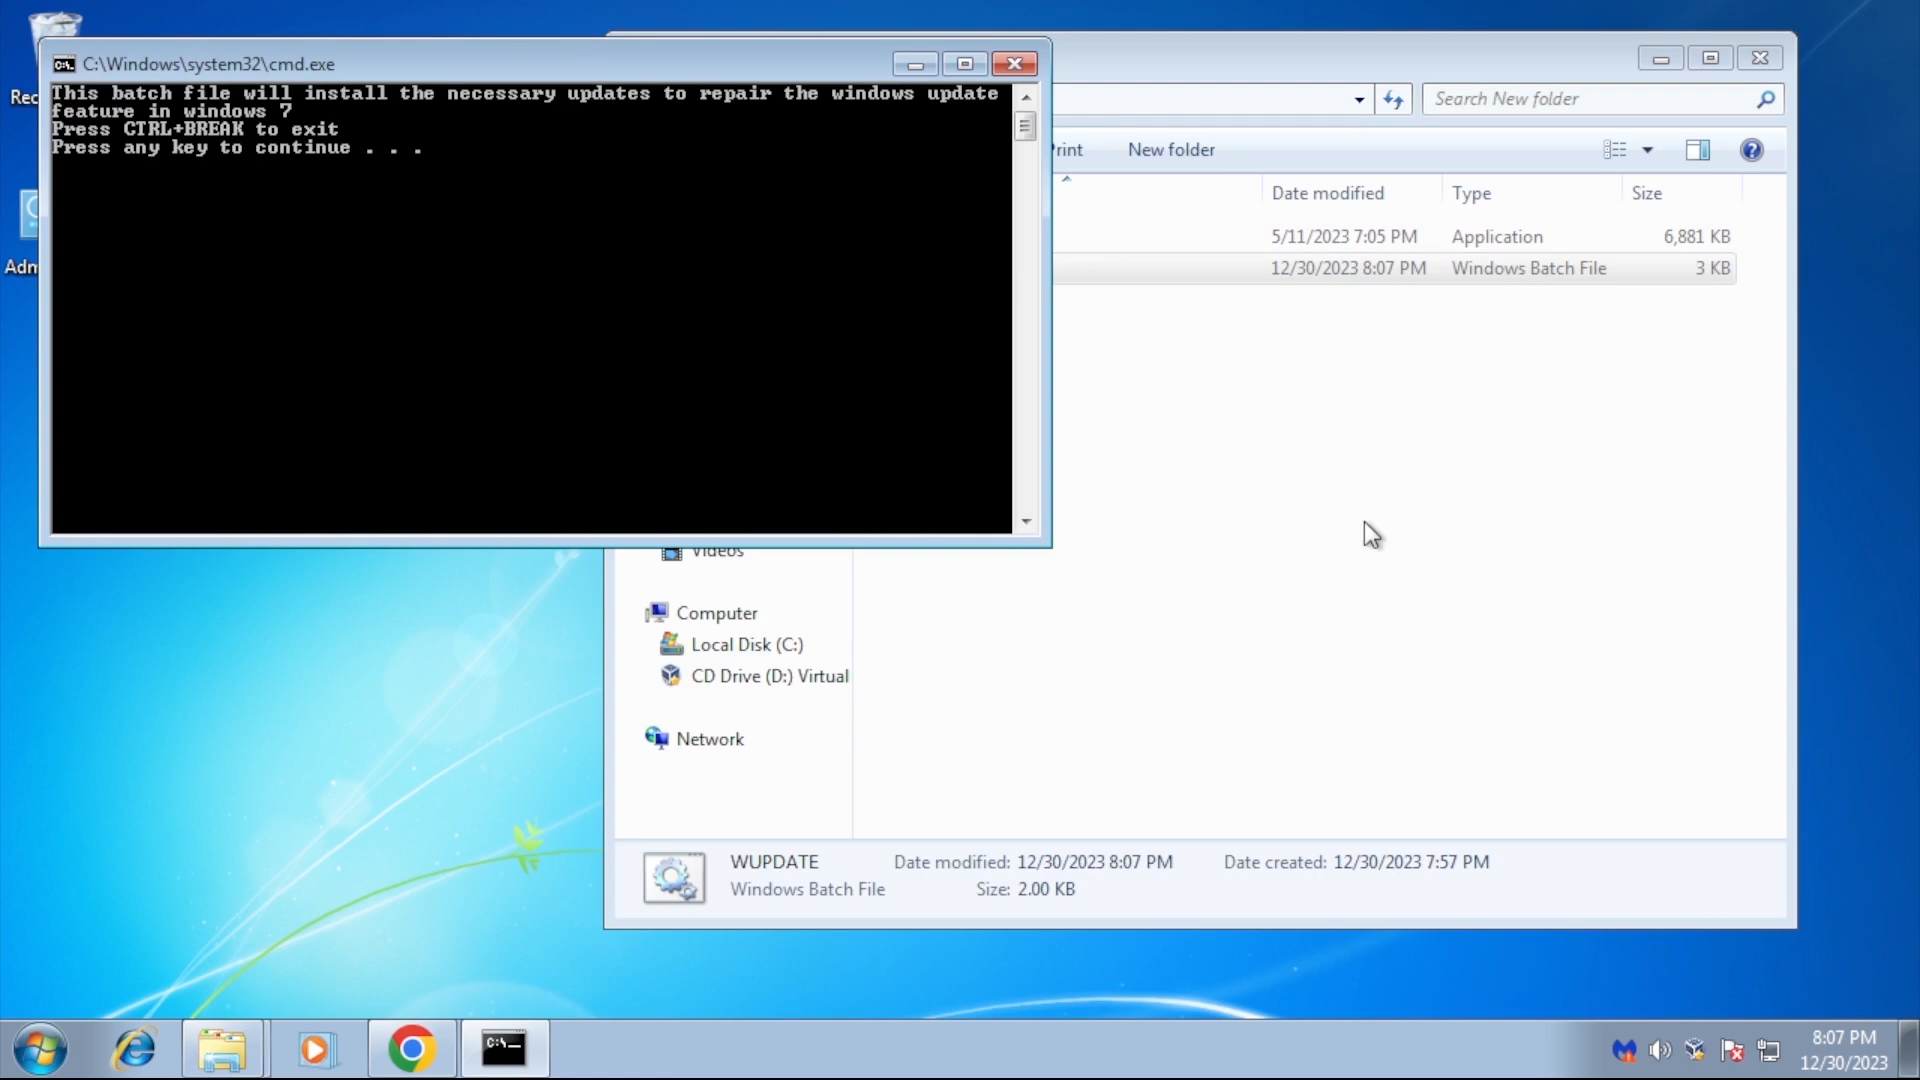 C:\Windows\system32\cmd.exe
This batch file will install the necessary updates to repair the windows update
feature in windows 7
Press CTRL+BREAK to exit
Press any key to continue . . .
Search New folder
New folder
Date modified Type Size
5/11/2023 7:05 PM Application 6,881 KB
12/30/2023 8:07 PM Windows Batch File 3 KB
Videos
Computer
Local Disk (C:)
CD Drive (D:) Virtual
Network
WUPDATE Date modified: 12/30/2023 8:07 PM Date created: 12/30/2023 7:57 PM
Windows Batch File Size: 2.00 KB
8:07 PM
12/30/2023